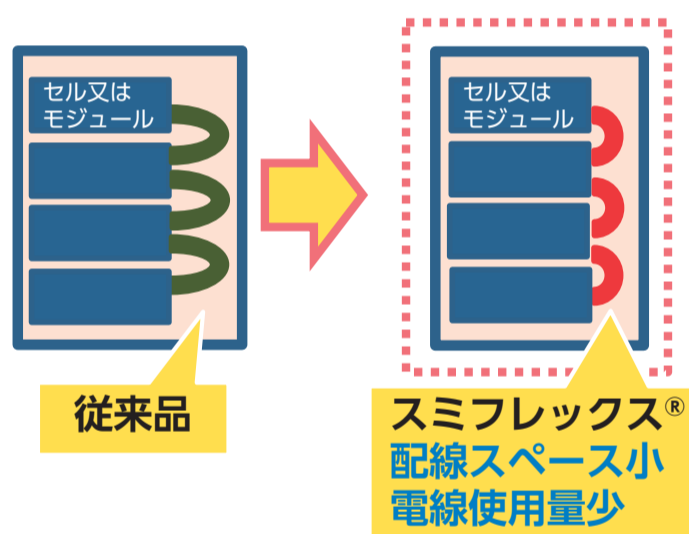 セル又は
モジュール
セル又は
モジュール
従来品
スミフレックス®
配線スペース小
電線使用量少